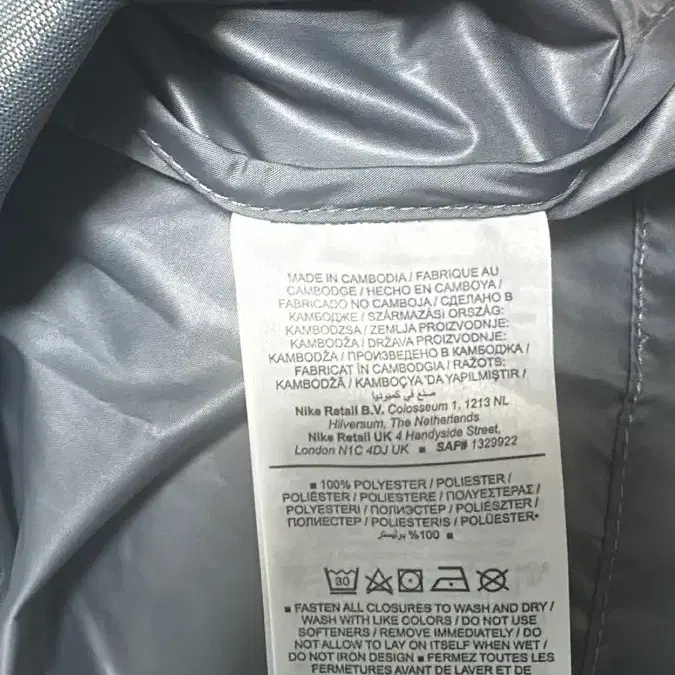 MADE IN CAMBODIA / FABRIQUE AU
CAMBODGE / HECHO EN CAMBOYA /
FABRICADO NO CAMBOJA / СДЕЛАНО В
КАМБОДЖЕ / SZÁRMAZÁSI ORSZÁG:
KAMBODZSA / ZEMLJA PROIZVODNJE:
KAMBODŽA / DRŽAVA PROIZVODNJE:
KAMBODŽA / ПРОИЗВЕДЕНО В КАМБОДЖА /
FABRICAT ÎN CAMBODGIA / RAŽOTS:
KAMBODŽĀ / KAMBOÇYA'DA YAPILMIŞTIR /
صنع في كمبوديا
Nike Retail B.V. Colosseum 1, 1213 NL
Hilversum, The Netherlands
Nike Retail UK 4 Handyside Street,
London N1C 4DJ UK ■ SAP# 1329922
■ 100% POLYESTER / POLIESTER /
POLIÉSTER / POLIESTERE / ΠΟΛΥΕΣΤΕΡΑΣ /
POLYESTERI / ПОЛИЭСТЕР / POLIÉSZTER /
ПОЛИЕСТЕР / POLIESTERIS / POLÜESTER•
%100 بوليستر ■
30
■ FASTEN ALL CLOSURES TO WASH AND DRY /
WASH WITH LIKE COLORS / DO NOT USE
SOFTENERS / REMOVE IMMEDIATELY / DO
NOT ALLOW TO LAY ON ITSELF WHEN WET /
DO NOT IRON DESIGN ■ FERMEZ TOUTES LES
FERMETURES AVANT DE LAVER ET DE